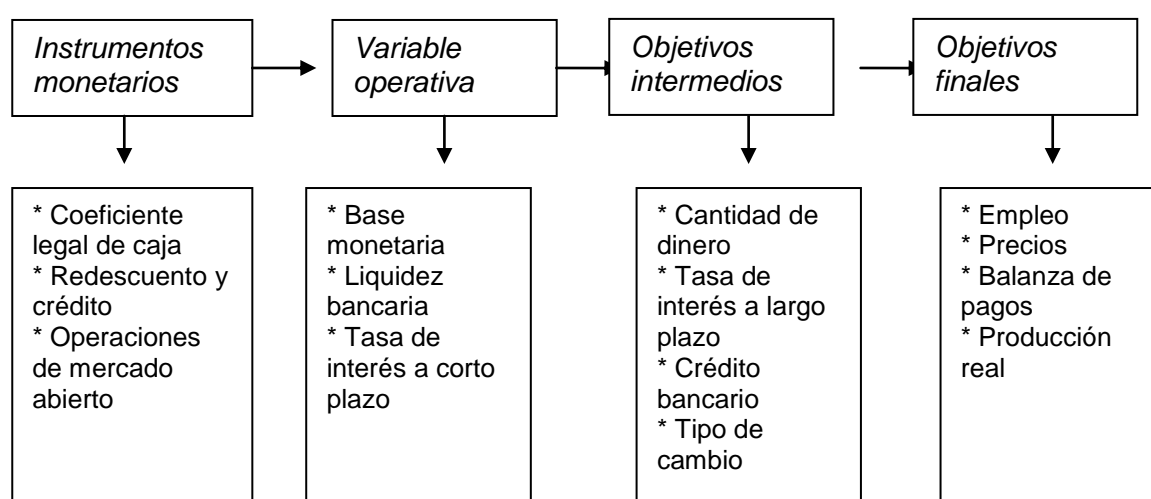 Instrumentos
monetarios
Variable
operativa
Objetivos
intermedios
Objetivos
finales
* Coeficiente
legal de caja
* Redescuento y
crédito
* Operaciones
de mercado
abierto
* Base
monetaria
* Liquidez
bancaria
* Tasa de
interés a corto
plazo
* Cantidad de
dinero
* Tasa de
interés a largo
plazo
* Crédito
bancario
* Tipo de
cambio
* Empleo
* Precios
* Balanza de
pagos
* Producción
real